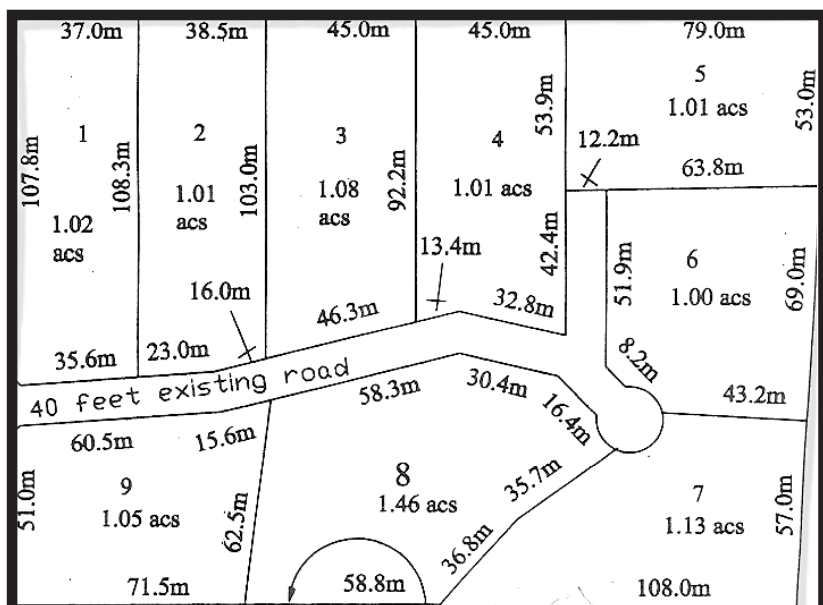 37.0m
38.5m
45.0m
45.0m
79.0m
107.8m
1
1.02
acs
108.3m
2
1.01
acs
103.0m
3
1.08
acs
92.2m
4
1.01 acs
53.9m
5
1.01 acs
53.0m
12.2m
63.8m
42.4m
13.4m
16.0m
46.3m
32.8m
51.9m
6
1.00 acs
69.0m
35.6m
23.0m
8.2m
43.2m
40 feet existing road
58.3m
30.4m
16.4m
60.5m
15.6m
51.0m
9
1.05 acs
62.5m
8
1.46 acs
35.7m
36.8m
7
1.13 acs
57.0m
71.5m
58.8m
108.0m